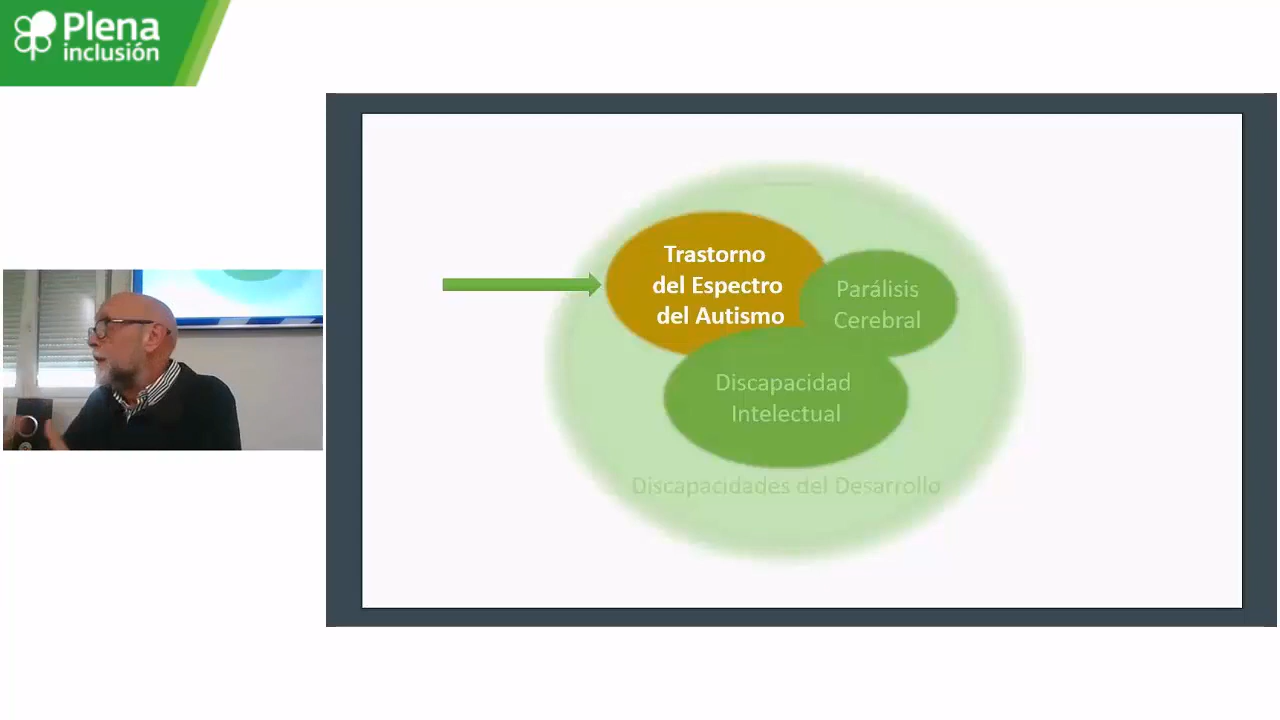 Plena
inclusión
Trastorno
del Espectro
del Autismo
Parálisis
Cerebral
Discapacidad
Intelectual
Discapacidades del Desarrollo